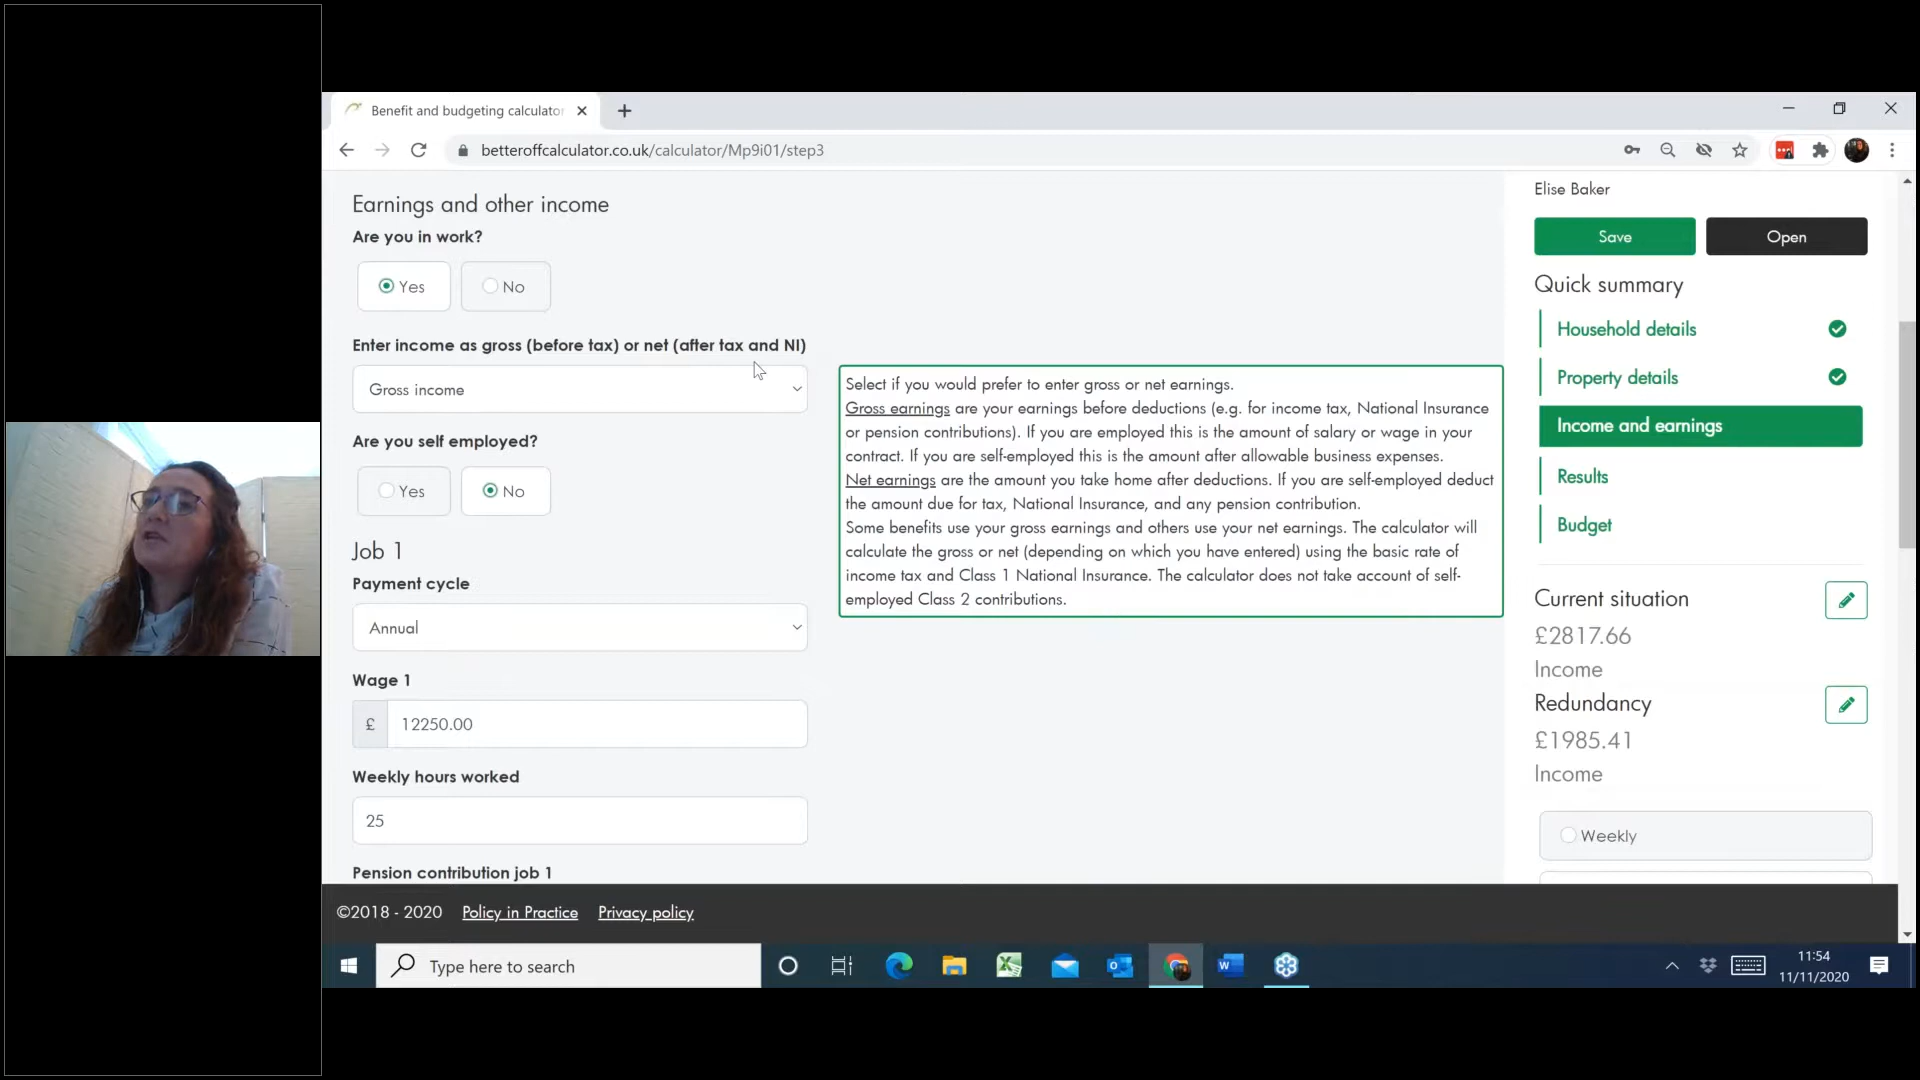 Benefit and budgeting calculator
betteroffcalculator.co.uk/calculator/Mp9i01/step3
Earnings and other income
Are you in work?
Yes
No
Enter income as gross (before tax) or net (after tax and NI)
Gross income
Are you self employed?
Yes
No
Job 1
Payment cycle
Annual
Wage 1
£
12250.00
Weekly hours worked
25
Pension contribution job 1
Select if you would prefer to enter gross or net earnings.
Gross earnings are your earnings before deductions (e.g. for income tax, National Insurance
or pension contributions). If you are employed this is the amount of salary or wage in your
contract. If you are self-employed this is the amount after allowable business expenses.
Net earnings are the amount you take home after deductions. If you are self-employed deduct
the amount due for tax, National Insurance, and any pension contribution.
Some benefits use your gross earnings and others use your net earnings. The calculator will
calculate the gross or net (depending on which you have entered) using the basic rate of
income tax and Class 1 National Insurance. The calculator does not take account of self-
employed Class 2 contributions.
Elise Baker
Save
Open
Quick summary
Household details
Property details
Income and earnings
Results
Budget
Current situation
£2817.66
Income
Redundancy
£1985.41
Income
Weekly
©2018 - 2020 Policy in Practice Privacy policy
Type here to search
11:54
11/11/2020